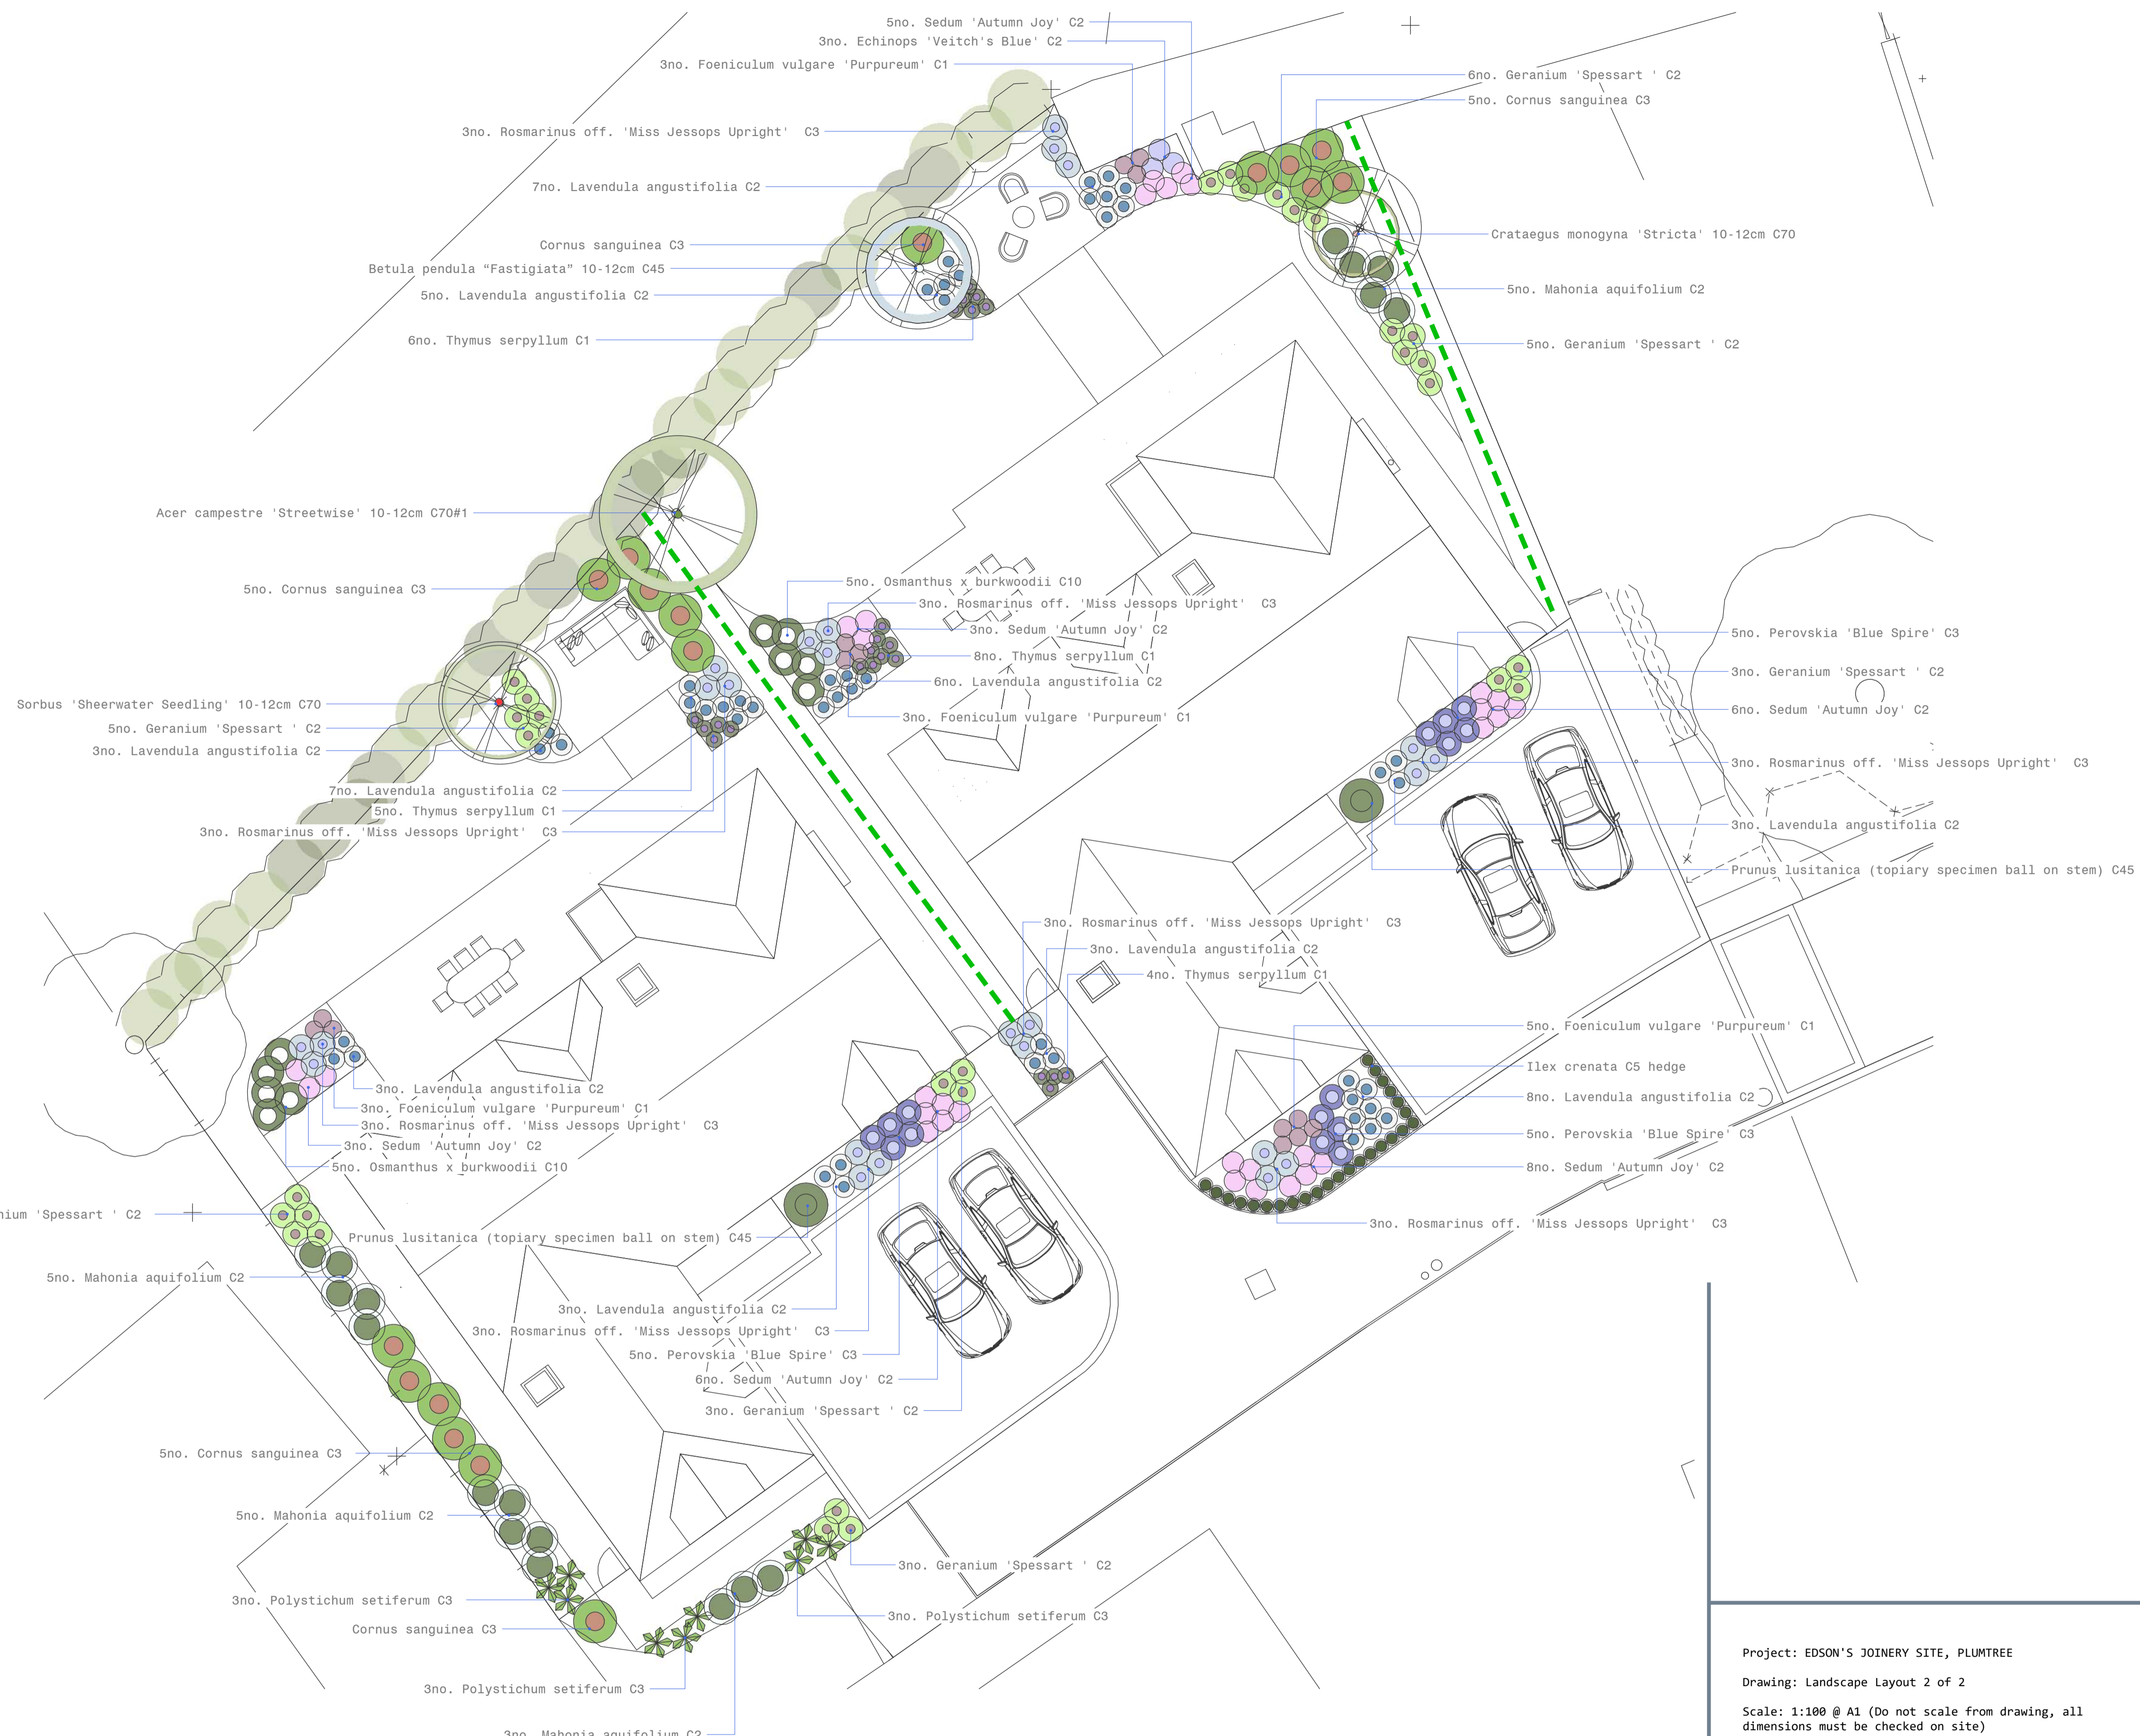 5no. Sedum 'Autumn Joy' C2
3no. Echinops 'Veitch's Blue' C2
3no. Foeniculum vulgare 'Purpureum' C1
6no. Geranium 'Spessart ' C2
5no. Cornus sanguinea C3
3no. Rosmarinus off. 'Miss Jessops Upright' C3
7no. Lavendula angustifolia C2
Cornus sanguinea C3
Crataegus monogyna 'Stricta' 10-12cm C70
Betula pendula “Fastigiata” 10-12cm C45
5no. Lavendula angustifolia C2
5no. Mahonia aquifolium C2
6no. Thymus serpyllum C1
5no. Geranium 'Spessart ' C2
Acer campestre 'Streetwise' 10-12cm C70#1
5no. Cornus sanguinea C3
5no. Osmanthus x burkwoodii C10
3no. Rosmarinus off. 'Miss Jessops Upright' C3
3no. Sedum 'Autumn Joy' C2
8no. Thymus serpyllum C1
6no. Lavendula angustifolia C2
3no. Foeniculum vulgare 'Purpureum' C1
5no. Perovskia 'Blue Spire' C3
3no. Geranium 'Spessart ' C2
6no. Sedum 'Autumn Joy' C2
3no. Rosmarinus off. 'Miss Jessops Upright' C3
3no. Lavendula angustifolia C2
Prunus lusitanica (topiary specimen ball on stem) C45
Sorbus 'Sheerwater Seedling' 10-12cm C70
5no. Geranium 'Spessart ' C2
3no. Lavendula angustifolia C2
7no. Lavendula angustifolia C2
5no. Thymus serpyllum C1
3no. Rosmarinus off. 'Miss Jessops Upright' C3
3no. Rosmarinus off. 'Miss Jessops Upright' C3
3no. Lavendula angustifolia C2
4no. Thymus serpyllum C1
5no. Foeniculum vulgare 'Purpureum' C1
Ilex crenata C5 hedge
8no. Lavendula angustifolia C2
5no. Perovskia 'Blue Spire' C3
8no. Sedum 'Autumn Joy' C2
3no. Rosmarinus off. 'Miss Jessops Upright' C3
3no. Lavendula angustifolia C2
3no. Foeniculum vulgare 'Purpureum' C1
3no. Rosmarinus off. 'Miss Jessops Upright' C3
3no. Sedum 'Autumn Joy' C2
5no. Osmanthus x burkwoodii C10
'Spessart ' C2
Prunus lusitanica (topiary specimen ball on stem) C45
5no. Mahonia aquifolium C2
3no. Lavendula angustifolia C2
3no. Rosmarinus off. 'Miss Jessops Upright' C3
5no. Perovskia 'Blue Spire' C3
6no. Sedum 'Autumn Joy' C2
3no. Geranium 'Spessart ' C2
5no. Cornus sanguinea C3
5no. Mahonia aquifolium C2
3no. Geranium 'Spessart ' C2
3no. Polystichum setiferum C3
3no. Polystichum setiferum C3
Cornus sanguinea C3
3no. Polystichum setiferum C3
3no. Mahonia aquifolium C2
Project: EDSON'S JOINERY SITE, PLUMTREE
Drawing: Landscape Layout 2 of 2
Scale: 1:100 @ A1 (Do not scale from drawing, all
dimensions must be checked on site)